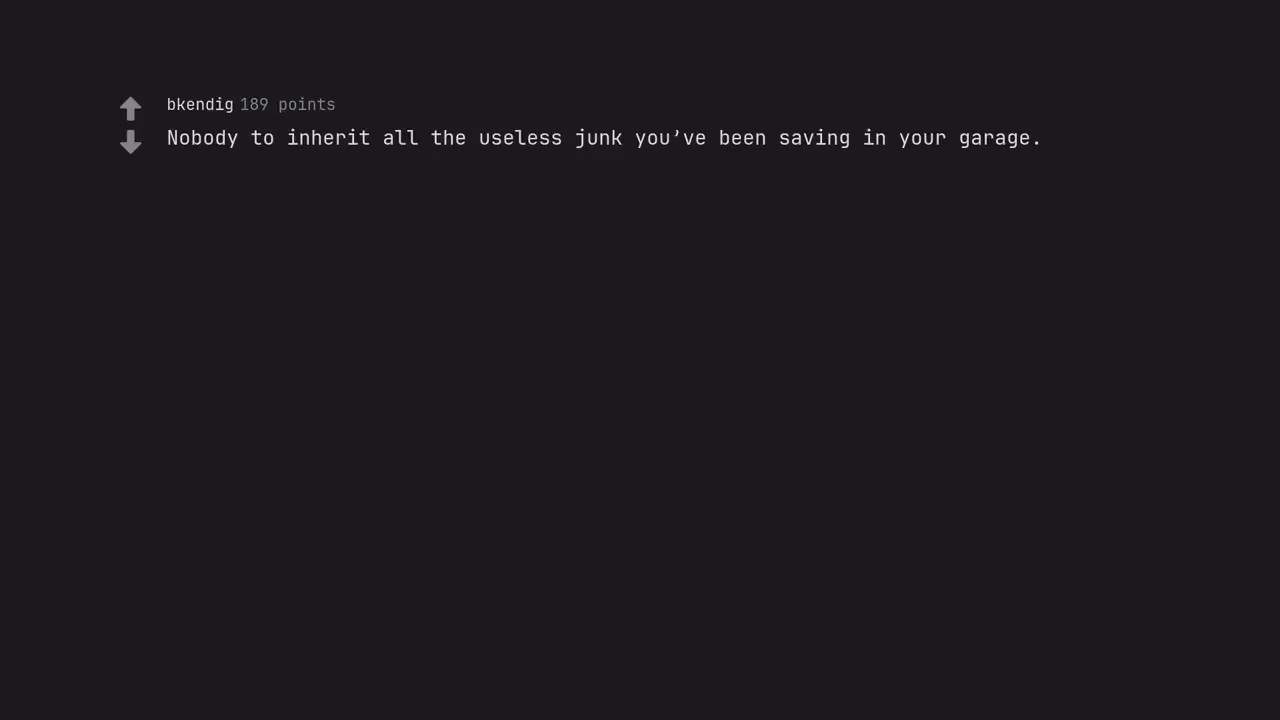 bkendig 189 points
Nobody to inherit all the useless junk you’ve been saving in your garage.